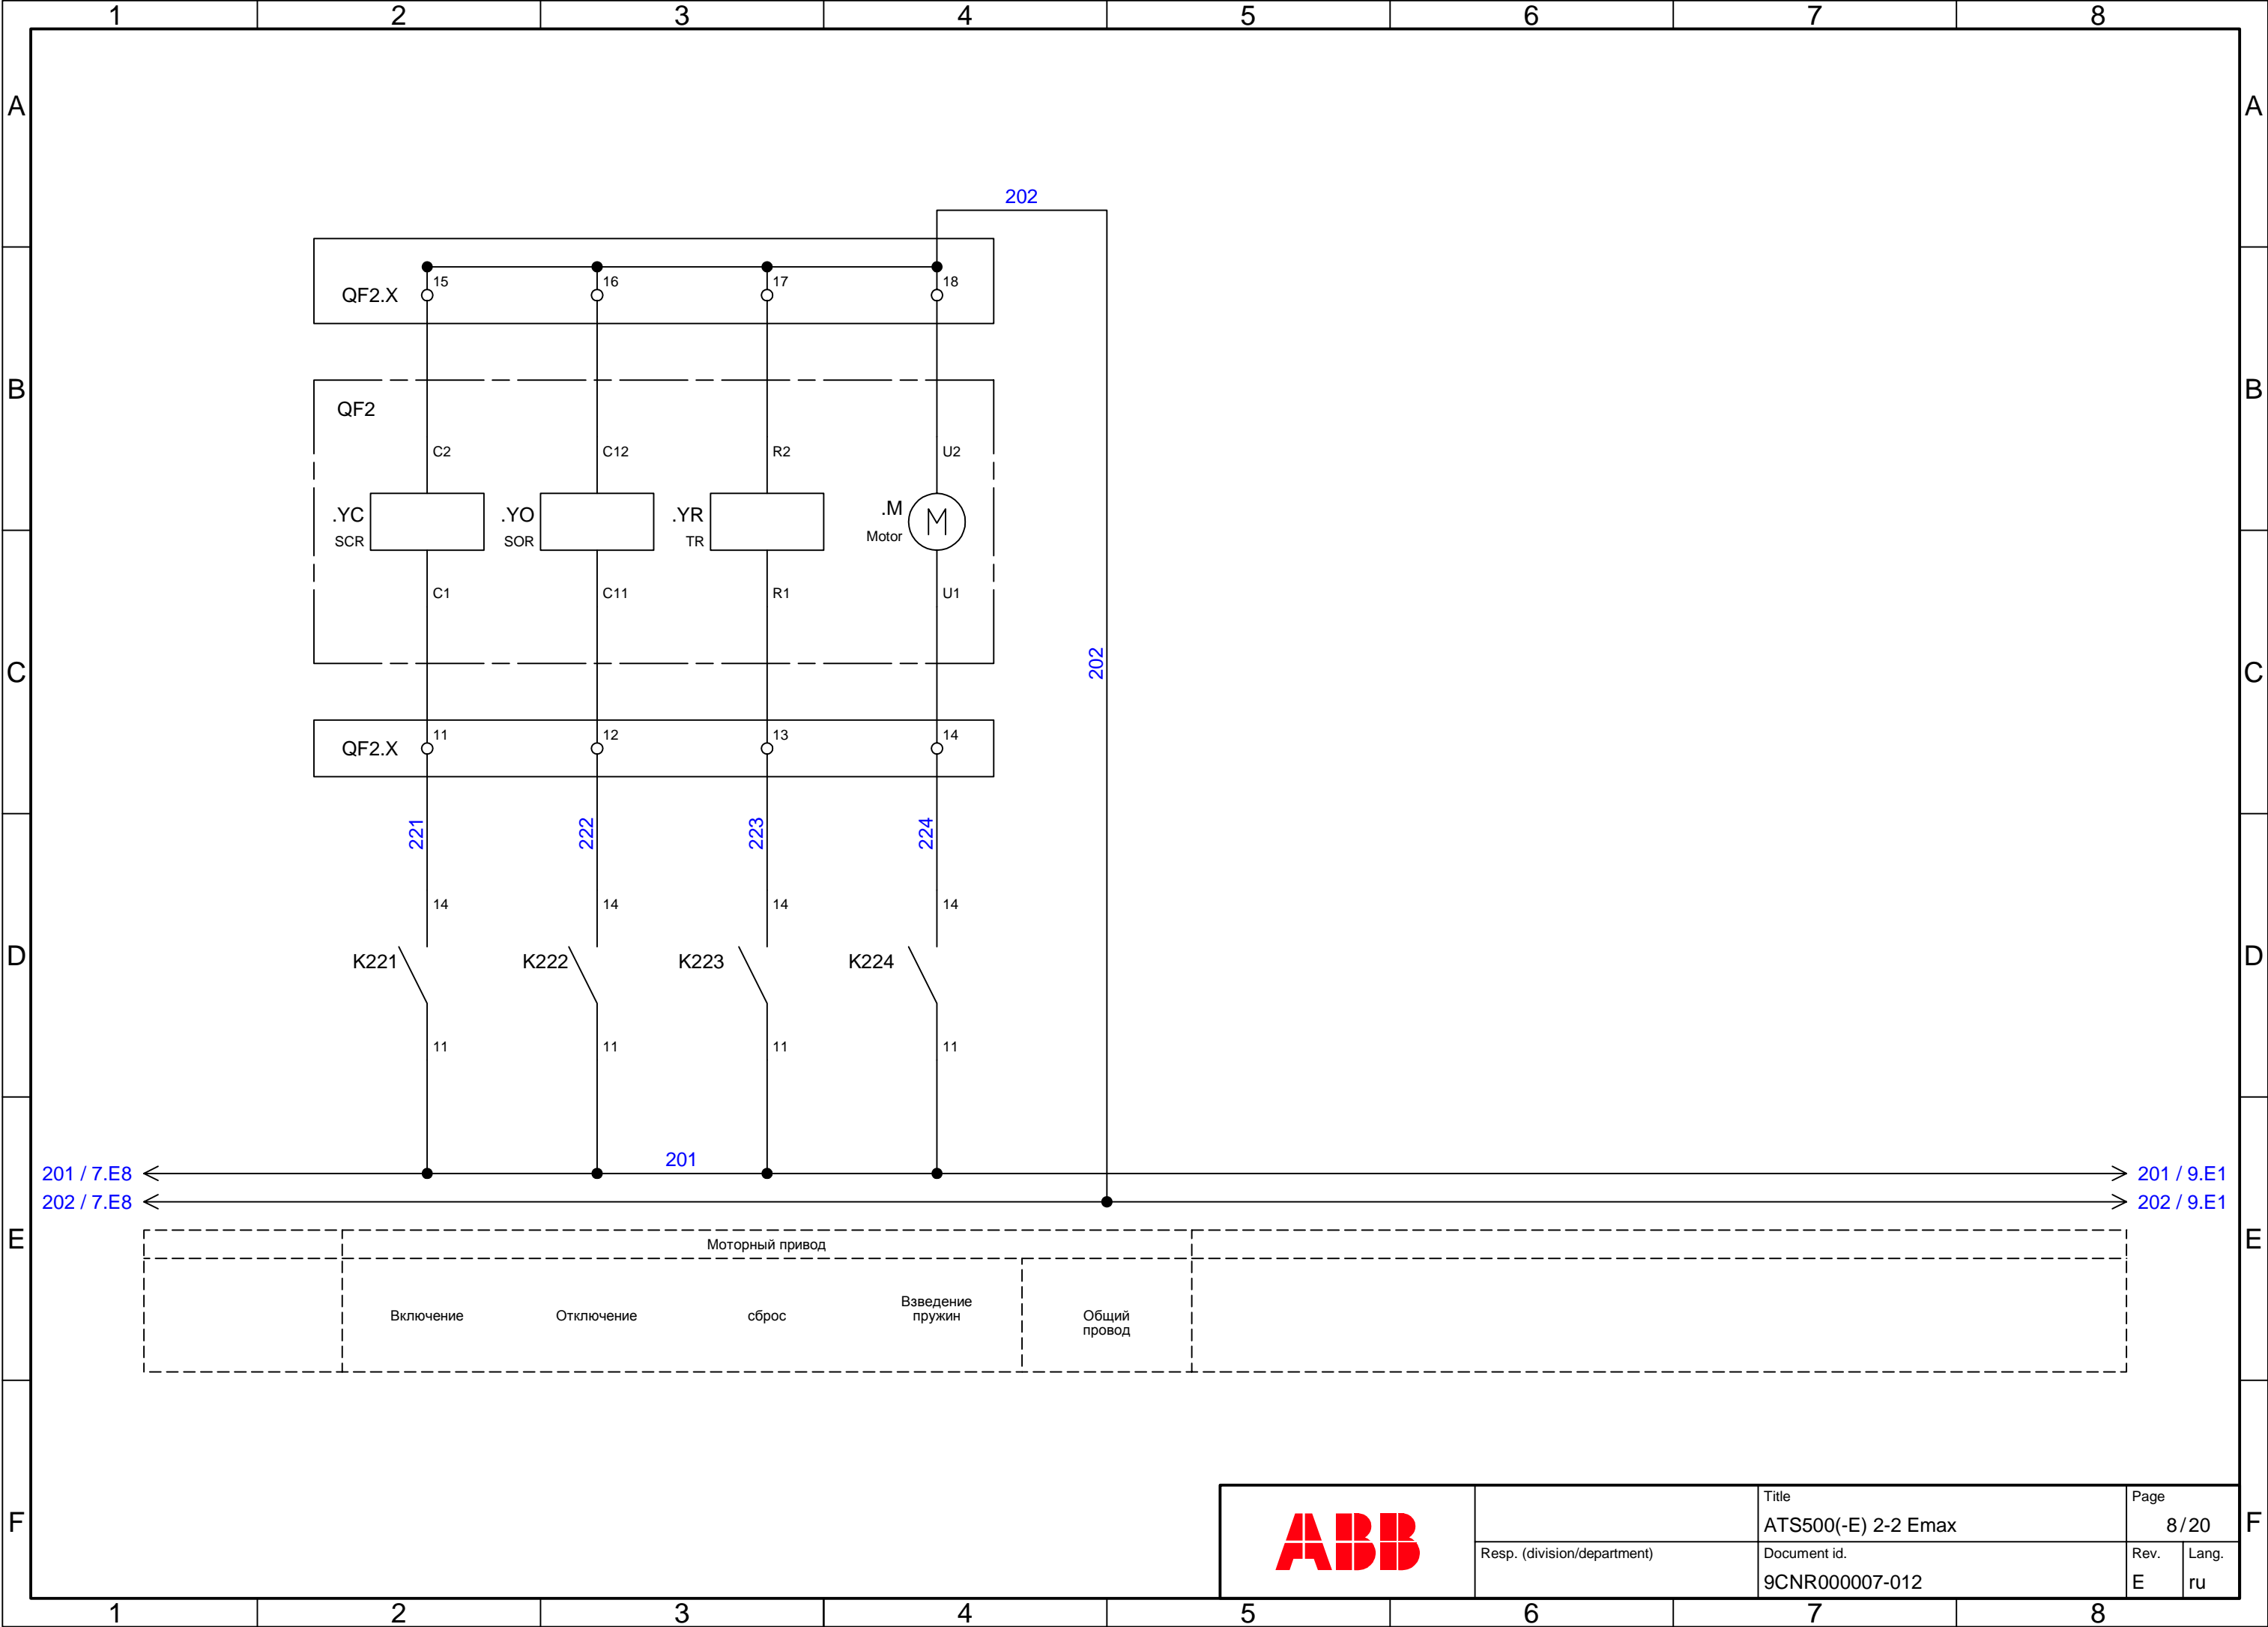 1 2 3 4 5 6 7 8
A A
202
QF2.X 15 16 17 18
B B
QF2
C2 C12 R2 U2
.YC .YO .YR .M M
SCR SOR TR Motor
C1 C11 R1 U1
202
C C
QF2.X 11 12 13 14
221 222 223 224
14 14 14 14
D K221 K222 K223 K224 D
11 11 11 11
201
201 / 7.E8 201 / 9.E1
202 / 7.E8 202 / 9.E1
E E
Моторный привод
Включение Отключение сброс Взведение
пружин
Общий
провод
F F
ABB
Title
ATS500(-E) 2-2 Emax
Page
8/20
Resp. (division/department)
Document id.
9CNR000007-012
Rev.
E
Lang.
ru
1 2 3 4 5 6 7 8